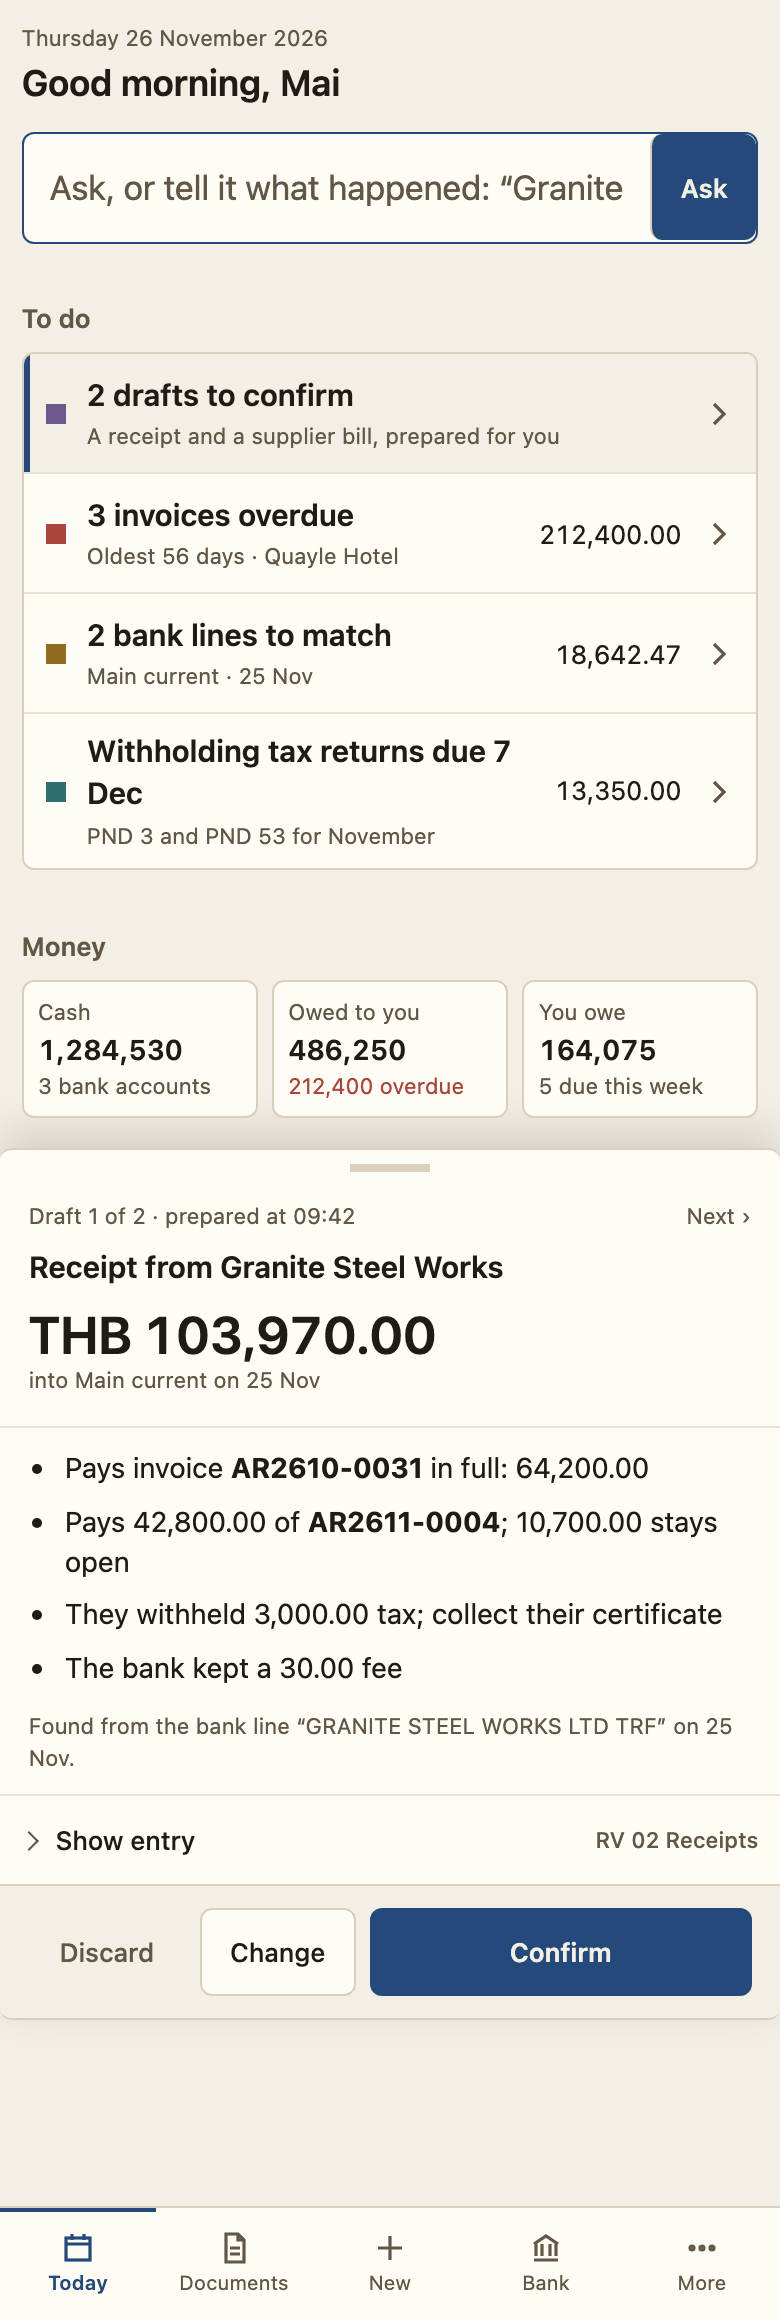 Thursday 26 November 2026
Good morning, Mai
Ask, or tell it what happened: “Granite
Ask
To do
2 drafts to confirm
A receipt and a supplier bill, prepared for you
3 invoices overdue
212,400.00
Oldest 56 days · Quayle Hotel
2 bank lines to match
18,642.47
Main current · 25 Nov
Withholding tax returns due 7
Dec
13,350.00
PND 3 and PND 53 for November
Money
Cash
1,284,530
3 bank accounts
Owed to you
486,250
212,400 overdue
You owe
164,075
5 due this week
Draft 1 of 2 · prepared at 09:42
Next ›
Receipt from Granite Steel Works
THB 103,970.00
into Main current on 25 Nov
• Pays invoice AR2610-0031 in full: 64,200.00
• Pays 42,800.00 of AR2611-0004; 10,700.00 stays
open
• They withheld 3,000.00 tax; collect their certificate
• The bank kept a 30.00 fee
Found from the bank line “GRANITE STEEL WORKS LTD TRF” on 25
Nov.
Show entry
RV 02 Receipts
Discard
Change
Confirm
Today
Documents
New
Bank
More